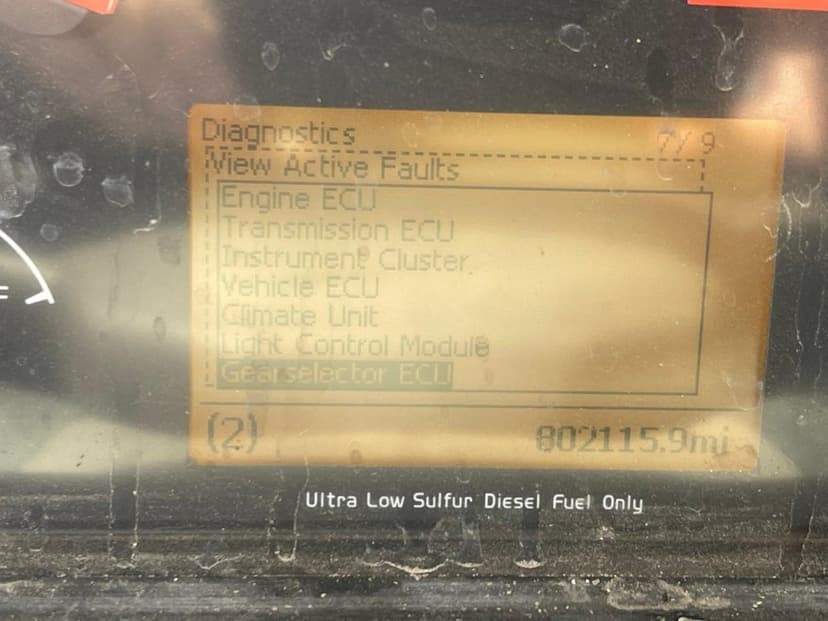 Diagnostics 7/ 9
View Active Faults
Engine ECU
Transmission ECU
Instrument Cluster
Vehicle ECU
Climate Unit
Light Control Module
Gearselector ECU
(2) 802115.9mi
Ultra Low Sulfur Diesel Fuel Only